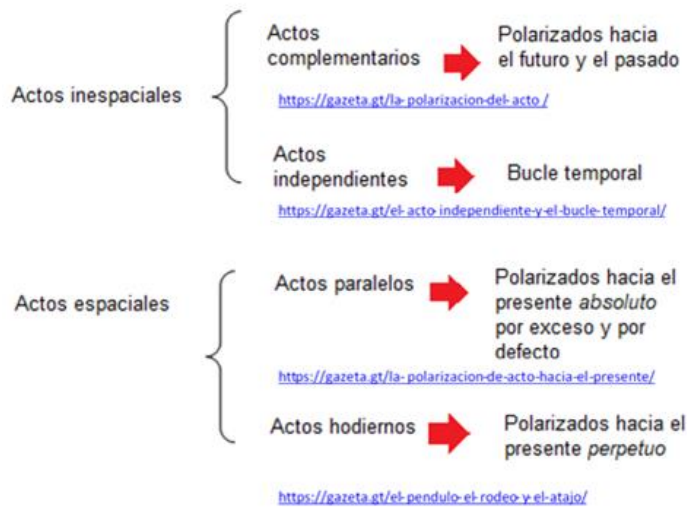 Actos inespaciales
Actos
complementarios
Polarizados hacia
el futuro y el pasado
https://gazeta.gt/la-polarizacion-del-acto /
Actos
independientes
Bucle temporal
https://gazeta.gt/el-acto-independiente-y-el-bucle-temporal/
Actos espaciales
Actos paralelos
Polarizados hacia el
presente absoluto
por exceso y por
defecto
https://gazeta.gt/la-polarizacion-de-acto-hacia-el-presente/
Actos hodiernos
Polarizados hacia el
presente perpetuo
https://gazeta.gt/el-pendulo-el-rodeo-y-el-atajo/